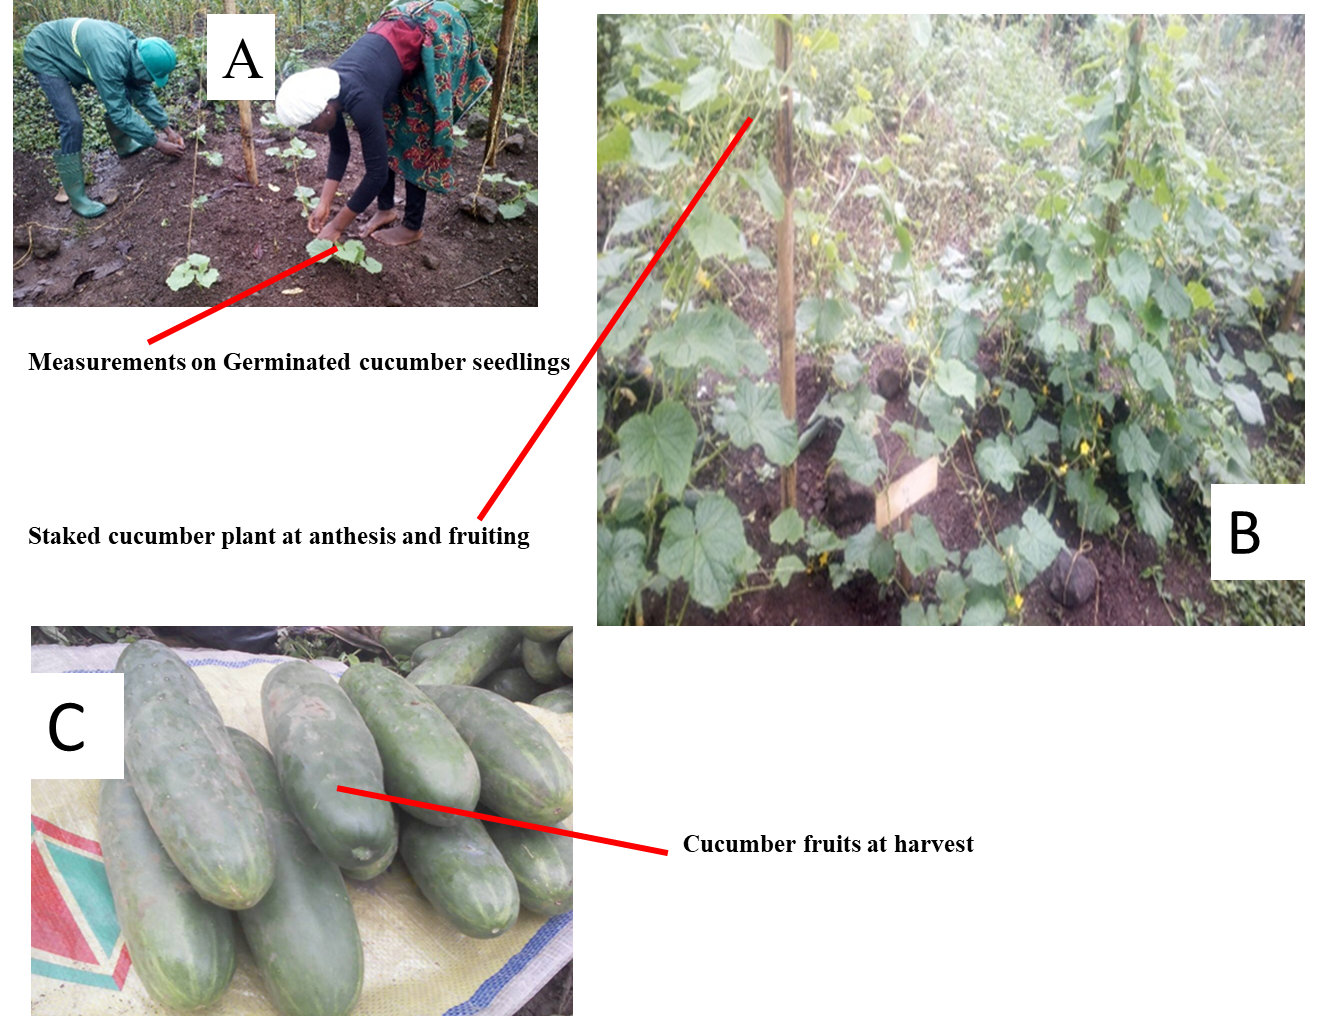 A
Measurements on Germinated cucumber seedlings
Staked cucumber plant at anthesis and fruiting
B
C
Cucumber fruits at harvest